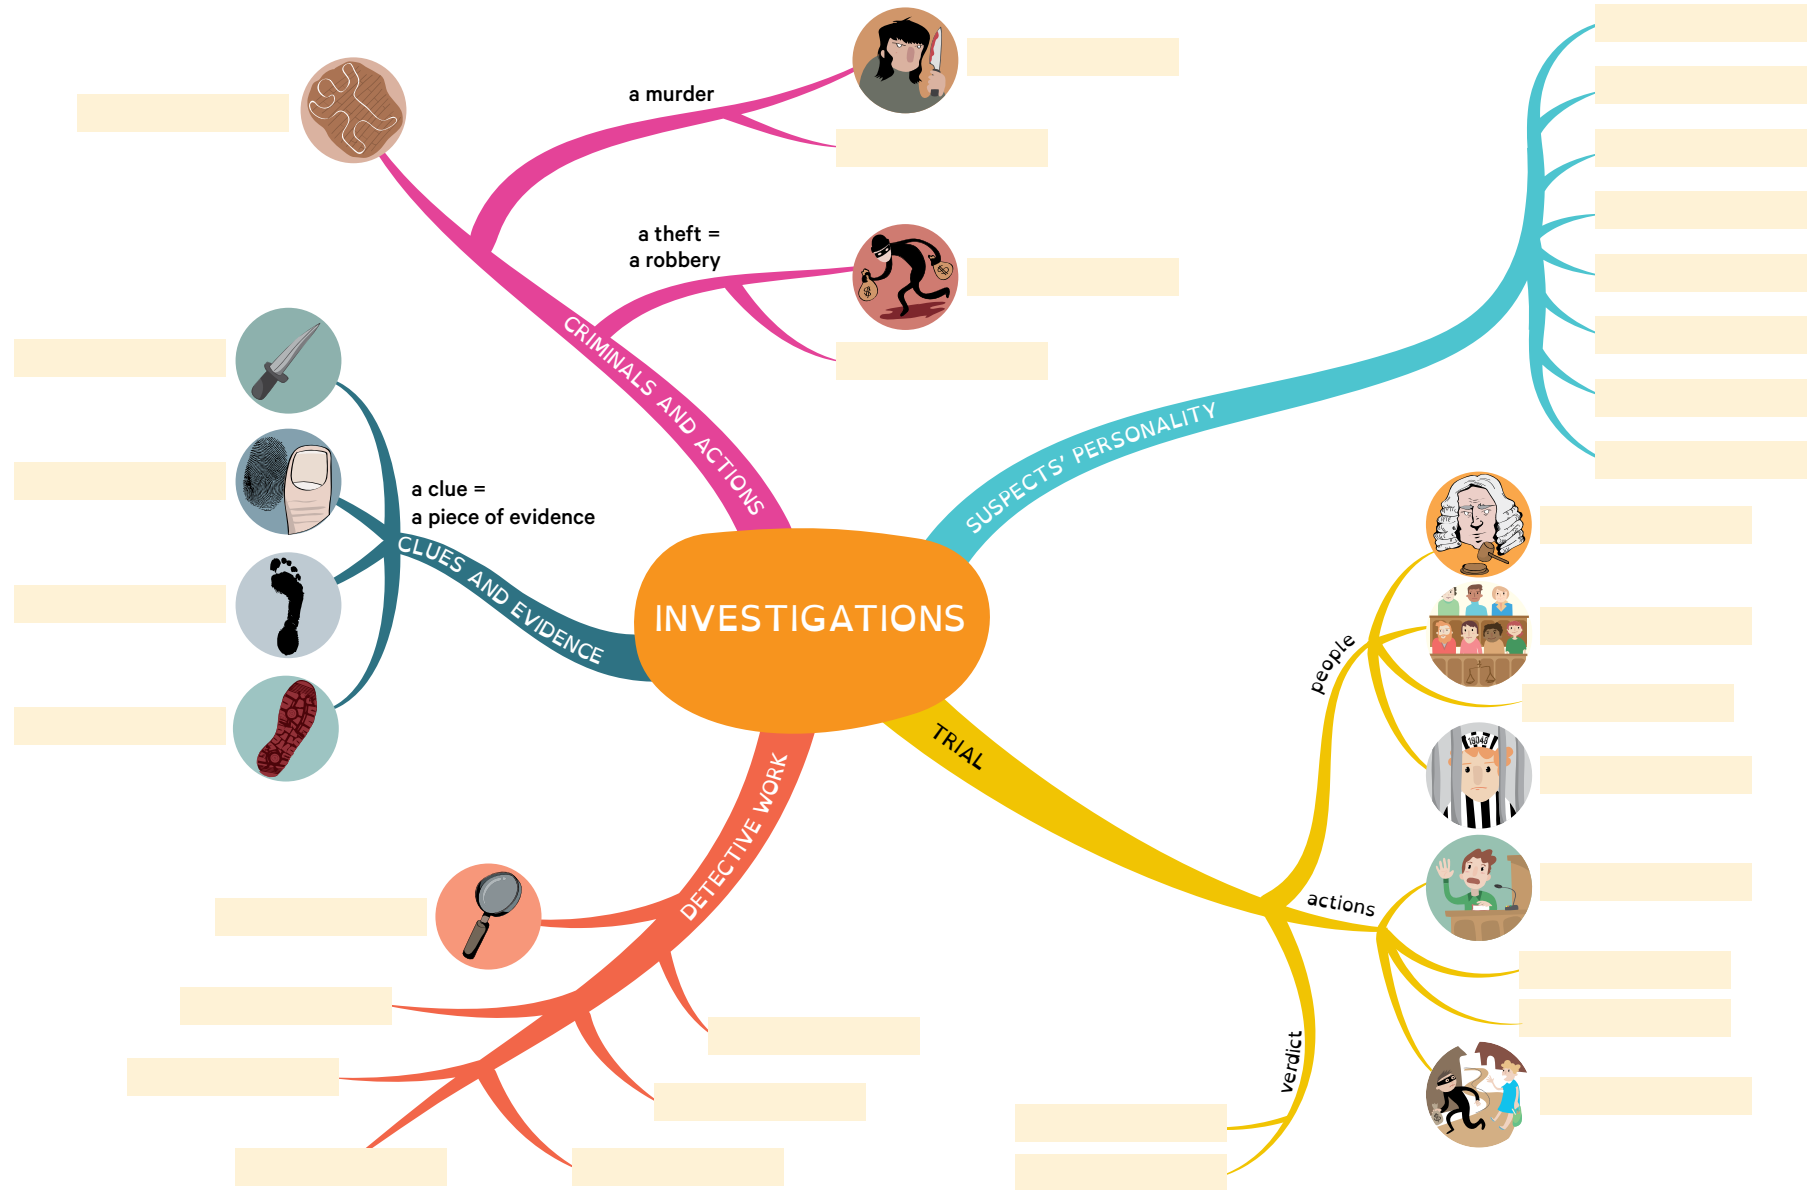 a murder
a theft =
a robbery
CRIMINALS AND ACTIONS
SUSPECTS' PERSONALITY
a clue =
a piece of evidence
CLUES AND EVIDENCE
INVESTIGATIONS
people
TRIAL
19048
DETECTIVE WORK
actions
verdict